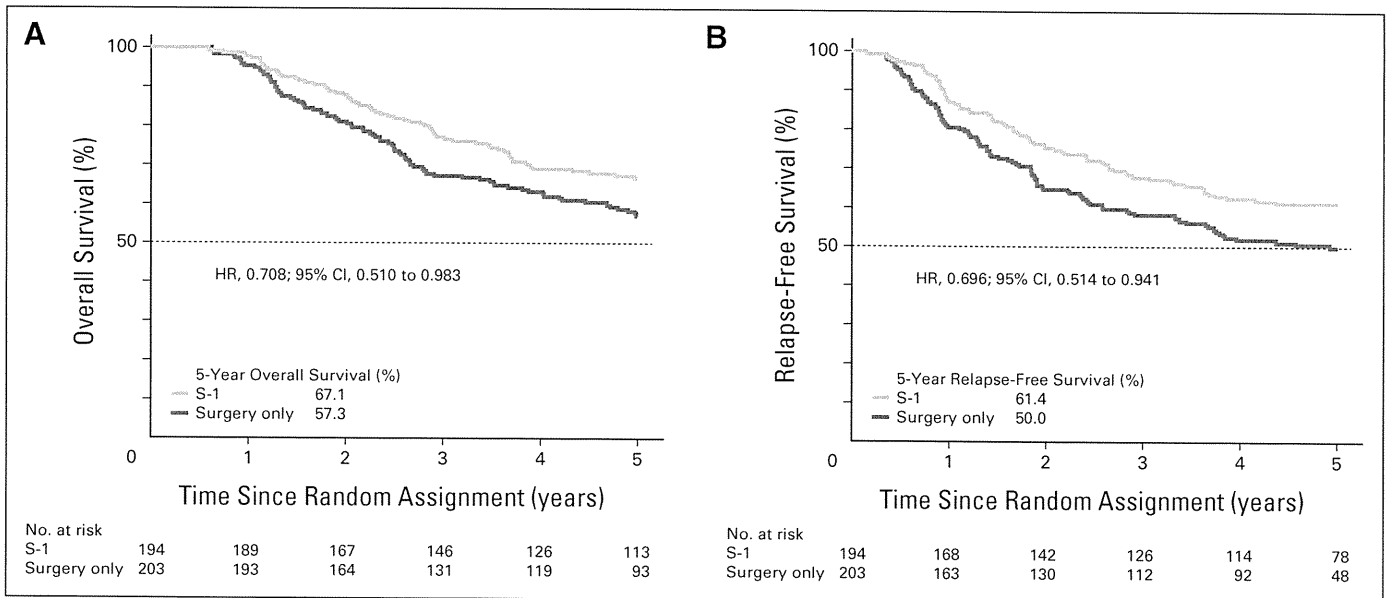 A
100
50
Overall Survival (%)
HR, 0.708; 95% CI, 0.510 to 0.983
5-Year Overall Survival (%)
S-1 67.1
Surgery only 57.3
0 1 2 3 4 5
Time Since Random Assignment (years)
No. at risk
S-1 194 189 167 146 126 113
Surgery only 203 193 164 131 119 93
B
100
50
Relapse-Free Survival (%)
HR, 0.696; 95% CI, 0.514 to 0.941
5-Year Relapse-Free Survival (%)
S-1 61.4
Surgery only 50.0
0 1 2 3 4 5
Time Since Random Assignment (years)
No. at risk
S-1 194 168 142 126 114 78
Surgery only 203 163 130 112 92 48